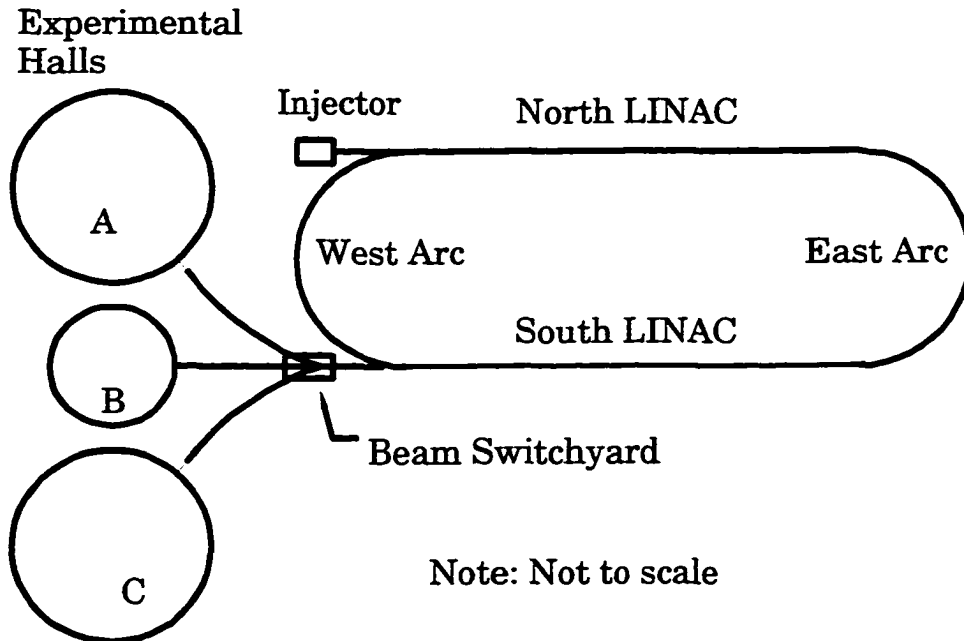 Experimental
Halls
Injector
North LINAC
A
West Arc
East Arc
South LINAC
B
Beam Switchyard
C
Note: Not to scale